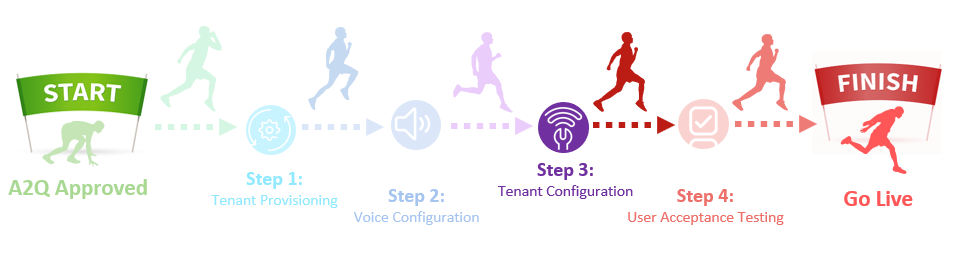 START
A2Q Approved
Step 1:
Tenant Provisioning
Step 2:
Voice Configuration
Step 3:
Tenant Configuration
Step 4:
User Acceptance Testing
FINISH
Go Live